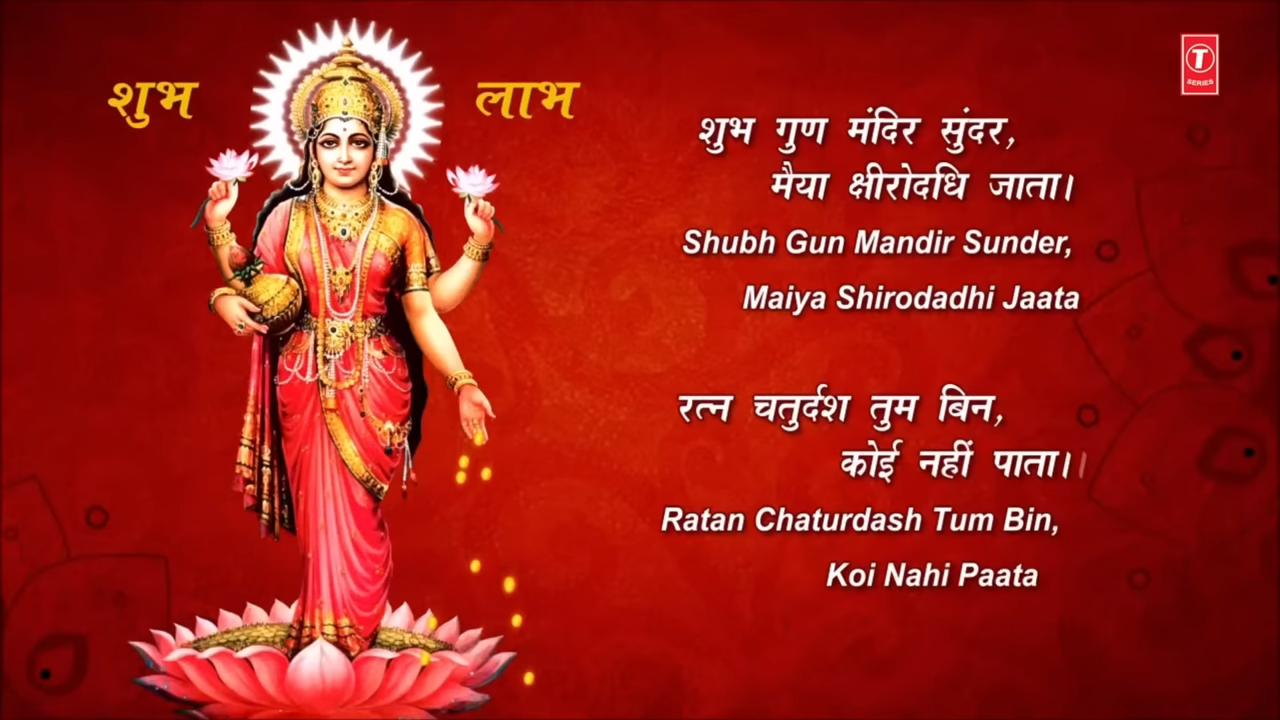 शुभ
लाभ
T
SERIES
शुभ गुण मंदिर सुंदर,
मैया क्षीरोदधि जाता।
Shubh Gun Mandir Sunder,
Maiya Shirodadhi Jaata
रत्न चतुर्दश तुम बिन,
कोई नहीं पाता।।
Ratan Chaturdash Tum Bin,
Koi Nahi Paata